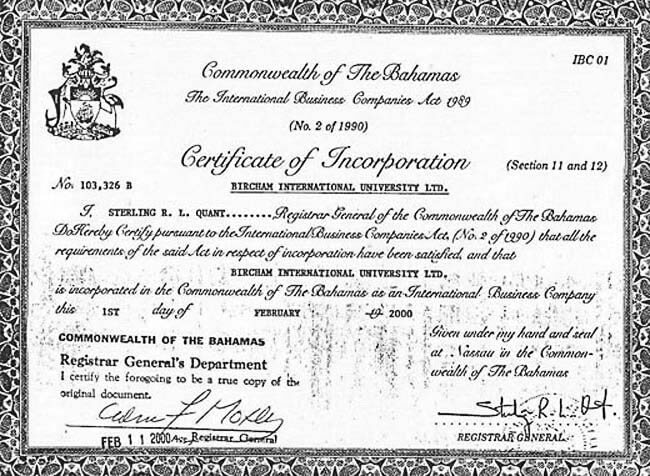 IBC 01
Commonwealth of The Bahamas
The International Business Companies Act 1989
(No. 2 of 1990)
Certificate of Incorporation (Section 11 and 12)
No. 103,326 B BIRCHAM INTERNATIONAL UNIVERSITY LTD.
I, STERLING R. L. QUANT........Registrar General of the Commonwealth of The Bahamas
Do Hereby Certify pursuant to the International Business Companies Act, (No. 2 of 1990) that all the
requirements of the said Act in respect of incorporation have been satisfied, and that
BIRCHAM INTERNATIONAL UNIVERSITY LTD.
is incorporated in the Commonwealth of The Bahamas as an International Business Company
this 1ST day of FEBRUARY 19 2000
COMMONWEALTH OF THE BAHAMAS
Registrar General's Department
I certify the foregoing to be a true copy of the
original document.
FEB 11 2000 Ass. Registrar General
Given under my hand and seal
at Nassau in the Common-
wealth of The Bahamas
REGISTRAR GENERAL